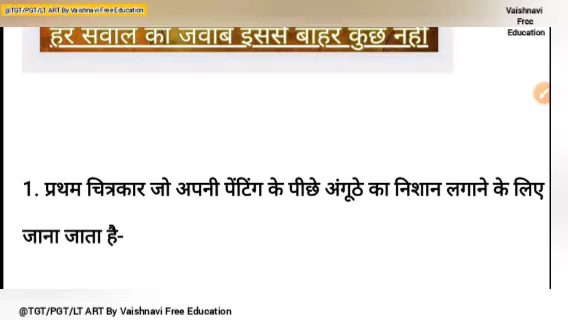 @TGT/PGT/LT ART By Vaishnavi Free Education
Vaishnavi
Free
Education
हर सवाल का जवाब इससे बाहर कुछ नही
1. प्रथम चित्रकार जो अपनी पेंटिंग के पीछे अंगूठे का निशान लगाने के लिए
जाना जाता है-
@TGT/PGT/LT ART By Vaishnavi Free Education